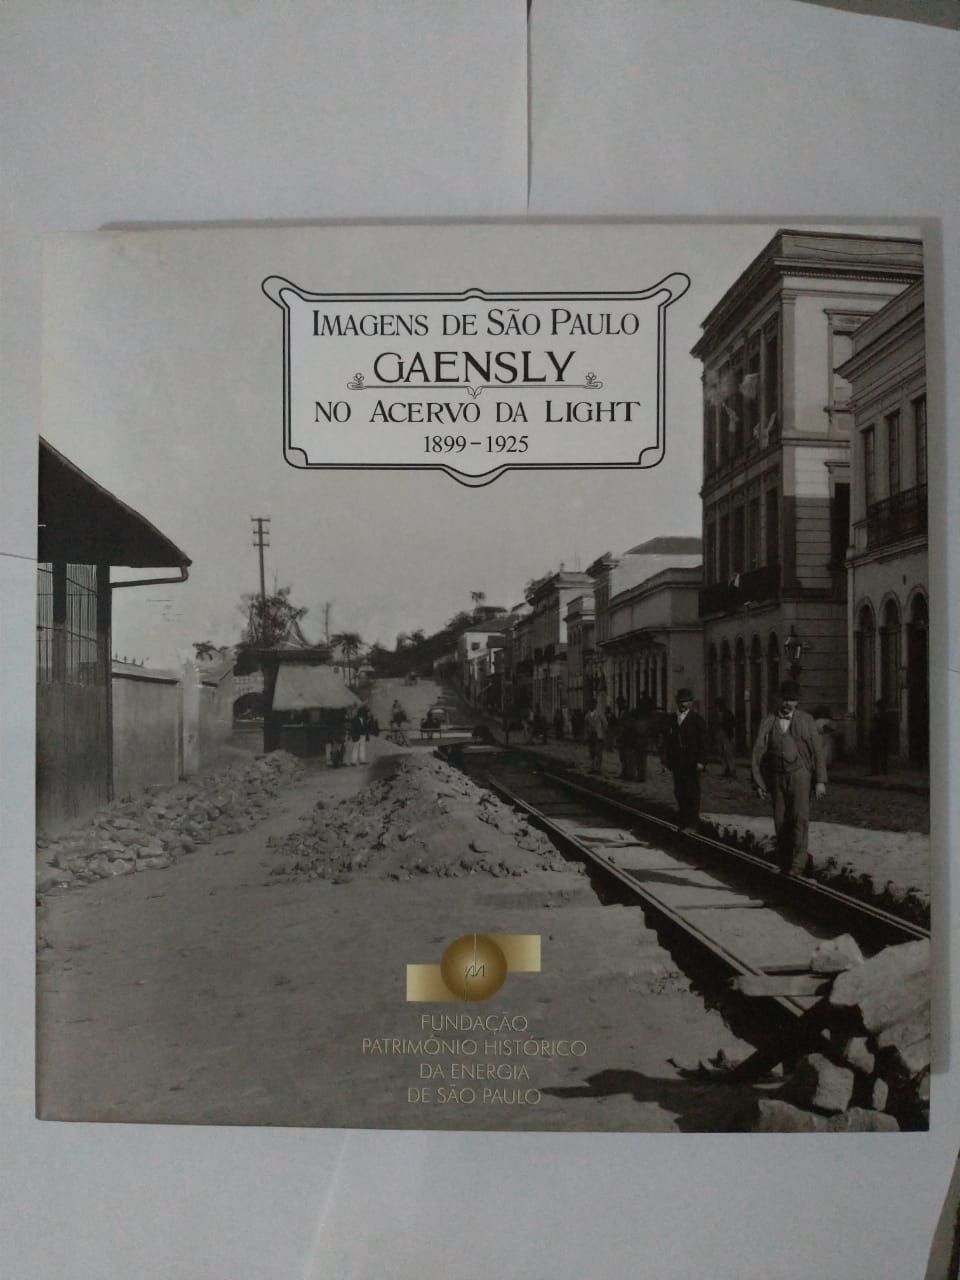 IMAGENS DE SÃO PAULO
GAENSLY
NO ACERVO DA LIGHT
1899-1925
FUNDAÇÃO
PATRIMÔNIO HISTÓRICO
DA ENERGIA
DE SÃO PAULO